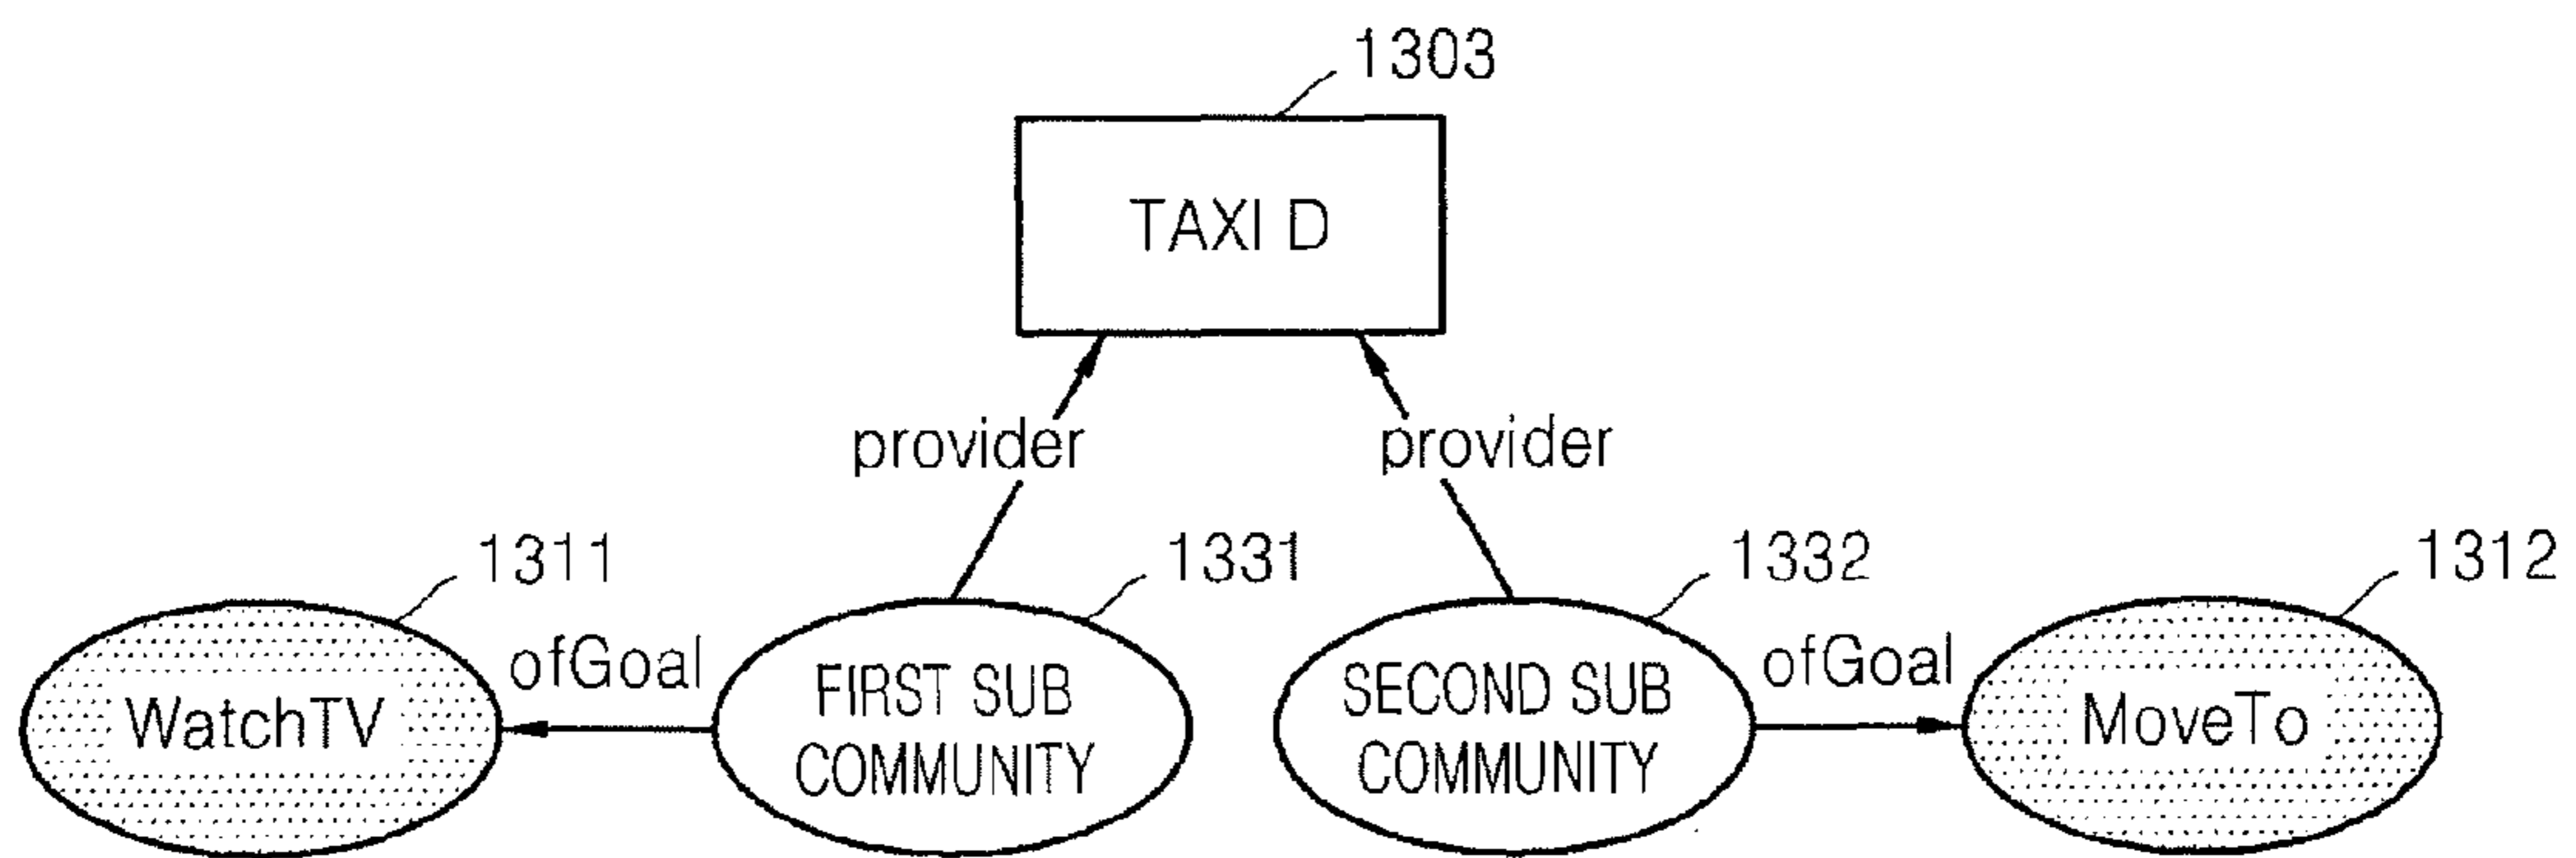 1303
TAXI D
provider
provider
1311
1331
1332
1312
ofGoal
ofGoal
WatchTV
FIRST SUB
COMMUNITY
SECOND SUB
COMMUNITY
MoveTo